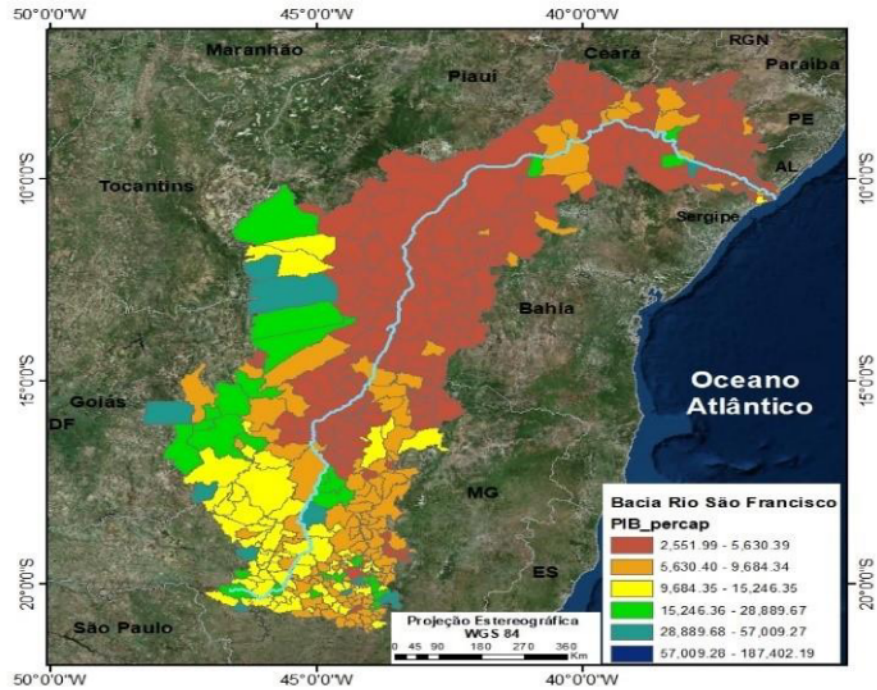 50°0'0"W 45°0'0"W 40°0'0"W
Maranhão
Ceará
RGN
Paraiba
Piaui
PE
10°0'0"S
10°0'0"S
AL
Tocantins
Sergipe
Bahia
15°0'0"S
15°0'0"S
Goiás
DF
Oceano
Atlântico
MG
ES
20°0'0"S
20°0'0"S
São Paulo
Bacia Rio São Francisco
PIB_percap
2,551.99 - 5,630.39
5,630.40 - 9,684.34
9,684.35 - 15,246.35
15,246.36 - 28,889.67
28,889.68 - 57,009.27
57,009.28 - 187,402.19
Projeção Estereográfica
WGS 84
0 45 90 180 270 360
Km
50°0'0"W 45°0'0"W 40°0'0"W